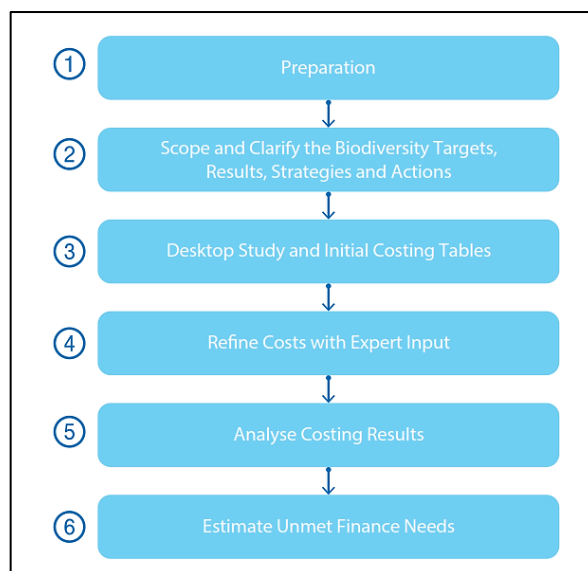 1 Preparation
2 Scope and Clarify the Biodiversity Targets,
Results, Strategies and Actions
3 Desktop Study and Initial Costing Tables
4 Refine Costs with Expert Input
5 Analyse Costing Results
6 Estimate Unmet Finance Needs